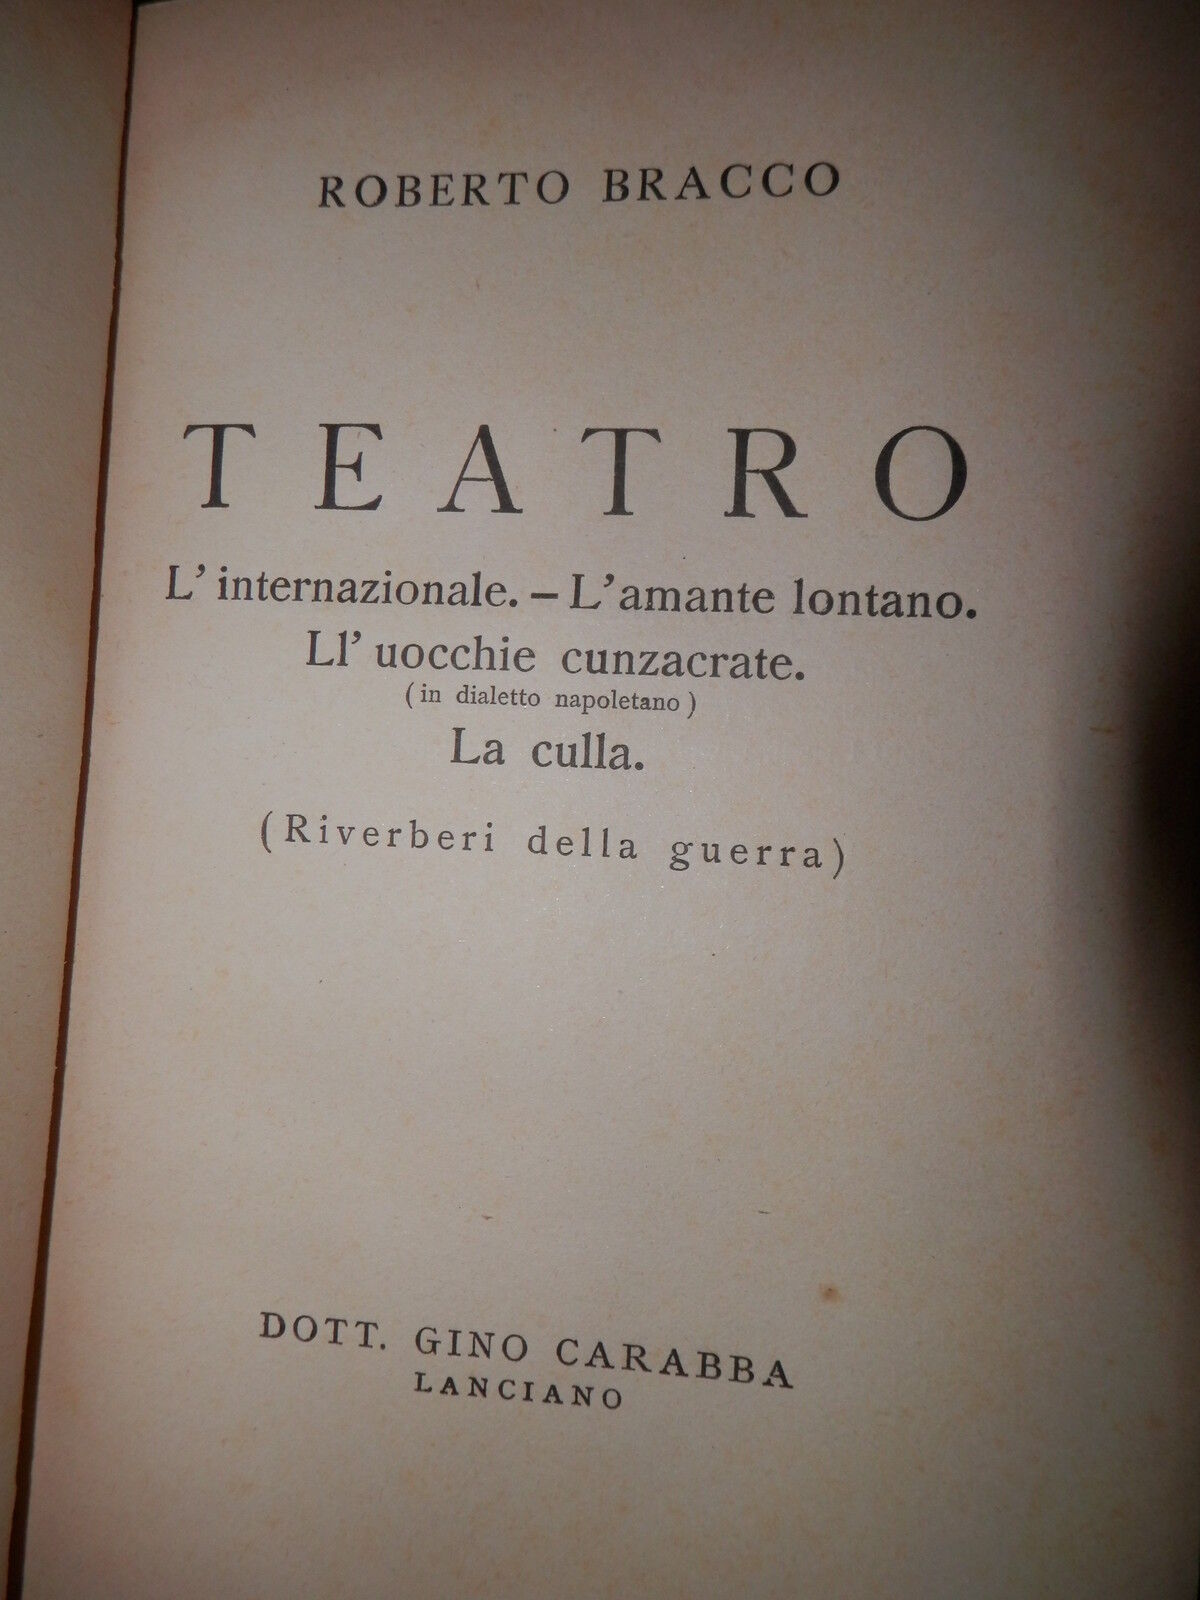 ROBERTO BRACCO
TEATRO
L' internazionale. – L'amante lontano.
Ll' uocchie cunzacrate.
(in dialetto napoletano)
La culla.
(Riverberi della guerra)
DOTT. GINO CARABBA
LANCIANO